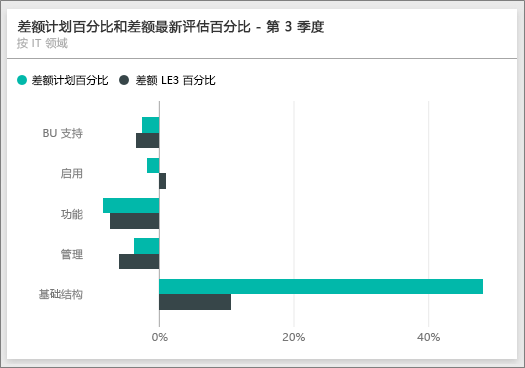 差额计划百分比和差额最新评估百分比 - 第 3 季度
按 IT 领域
差额计划百分比 差额 LE3 百分比
BU 支持
启用
功能
管理
基础结构
0% 20% 40%